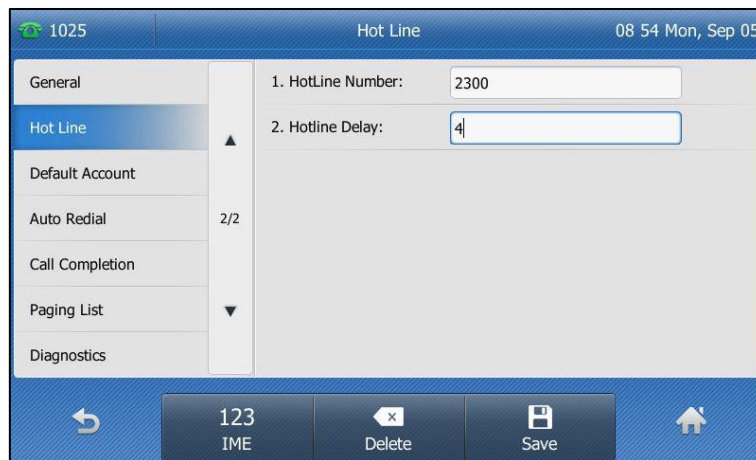 1025 Hot Line 08 54 Mon, Sep 05
General
Hot Line
Default Account
Auto Redial
Call Completion
Paging List
Diagnostics
2/2
1. HotLine Number: 2300
2. Hotline Delay: 4
123
IME
Delete
Save